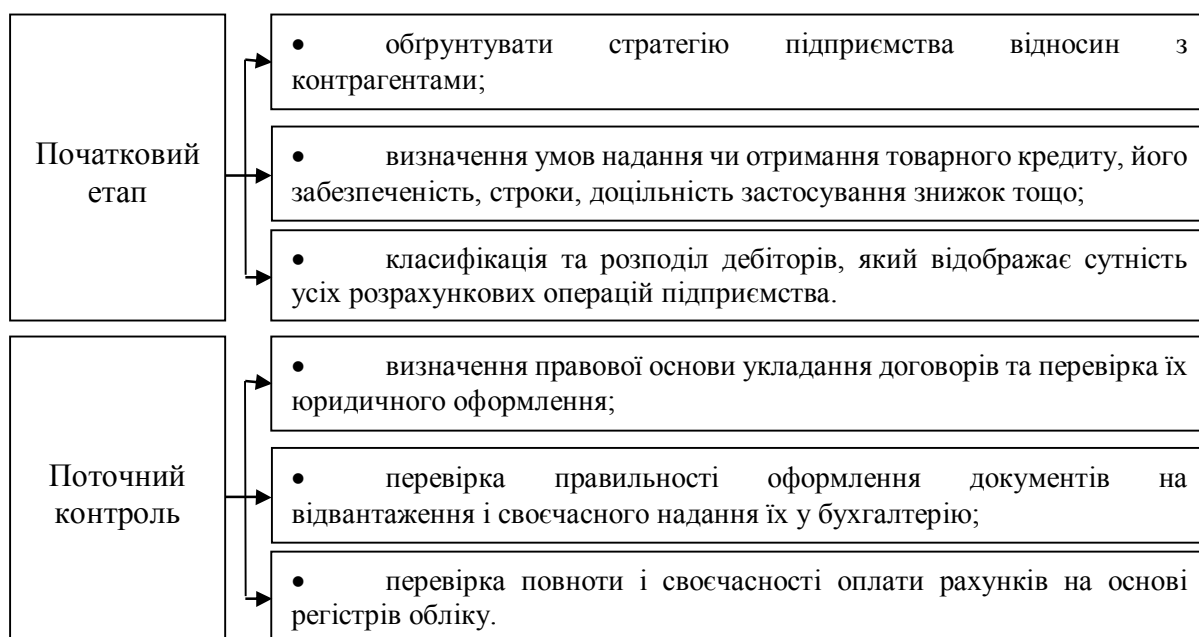 Початковий
етап
• обґрунтувати стратегію підприємства відносин з
контрагентами;
• визначення умов надання чи отримання товарного кредиту, його
забезпеченість, строки, доцільність застосування знижок тощо;
• класифікація та розподіл дебіторів, який відображає сутність
усіх розрахункових операцій підприємства.
Поточний
контроль
• визначення правової основи укладання договорів та перевірка їх
юридичного оформлення;
• перевірка правильності оформлення документів на
відвантаження і своєчасного надання їх у бухгалтерію;
• перевірка повноти і своєчасності оплати рахунків на основі
регістрів обліку.